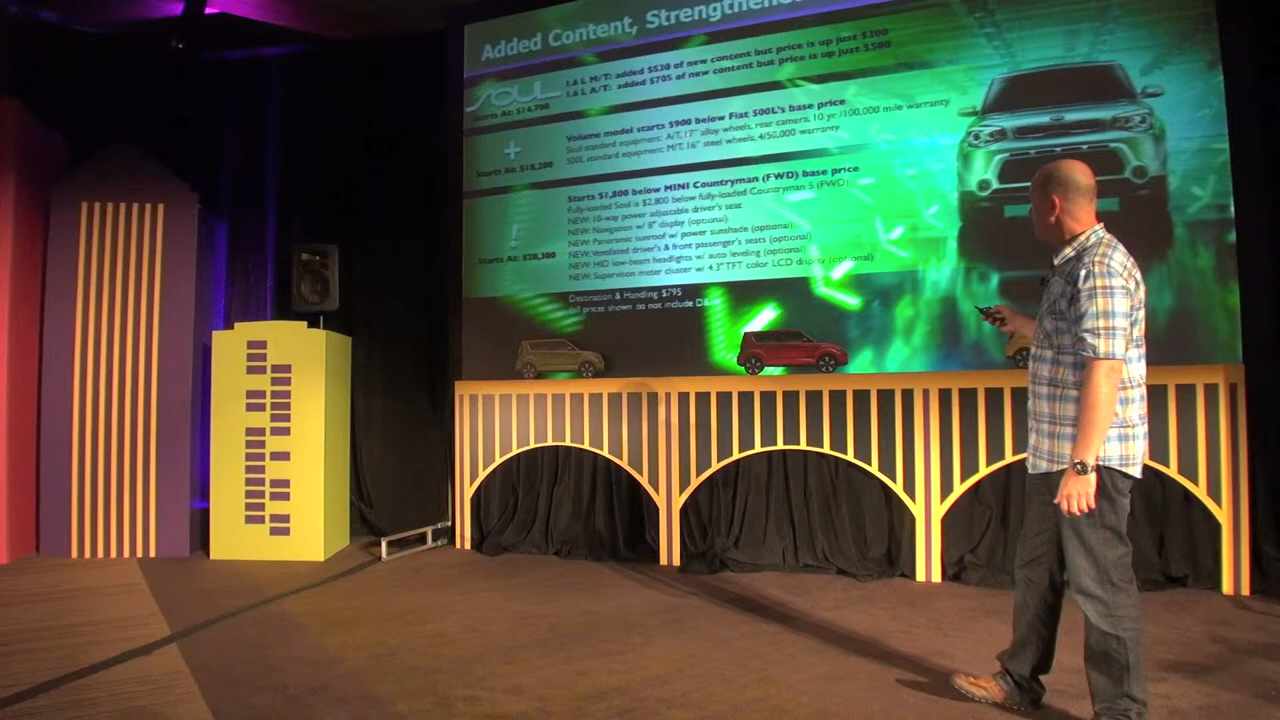 Added Content, Strengthened
SOUL
Starts At: $14,700
1.6 L M/T: added $530 of new content but price is up just $300
1.6 L A/T: added $705 of new content but price is up just $500
+
Starts At: $18,200
Volume model starts $900 below Fiat 500L's base price
Soul standard equipment: A/T, 17" alloy wheels, rear camera, 10 yr./100,000 mile warranty
500L standard equipment: M/T, 16" steel wheels, 4/50,000 warranty
!
Starts At: $20,300
Starts $1,800 below MINI Countryman (FWD) base price
Fully-loaded Soul is $2,800 below fully-loaded Countryman S (FWD)
NEW: 10-way power adjustable driver's seat
NEW: Navigation w/ 8" display (optional)
NEW: Panoramic sunroof w/ power sunshade (optional)
NEW: Ventilated driver's & front passenger's seats (optional)
NEW: HID low-beam headlights w/ auto leveling (optional)
NEW: Supervision meter cluster w/ 4.3" TFT color LCD display (optional)
Destination & Handling: $795
(all prices shown do not include D&